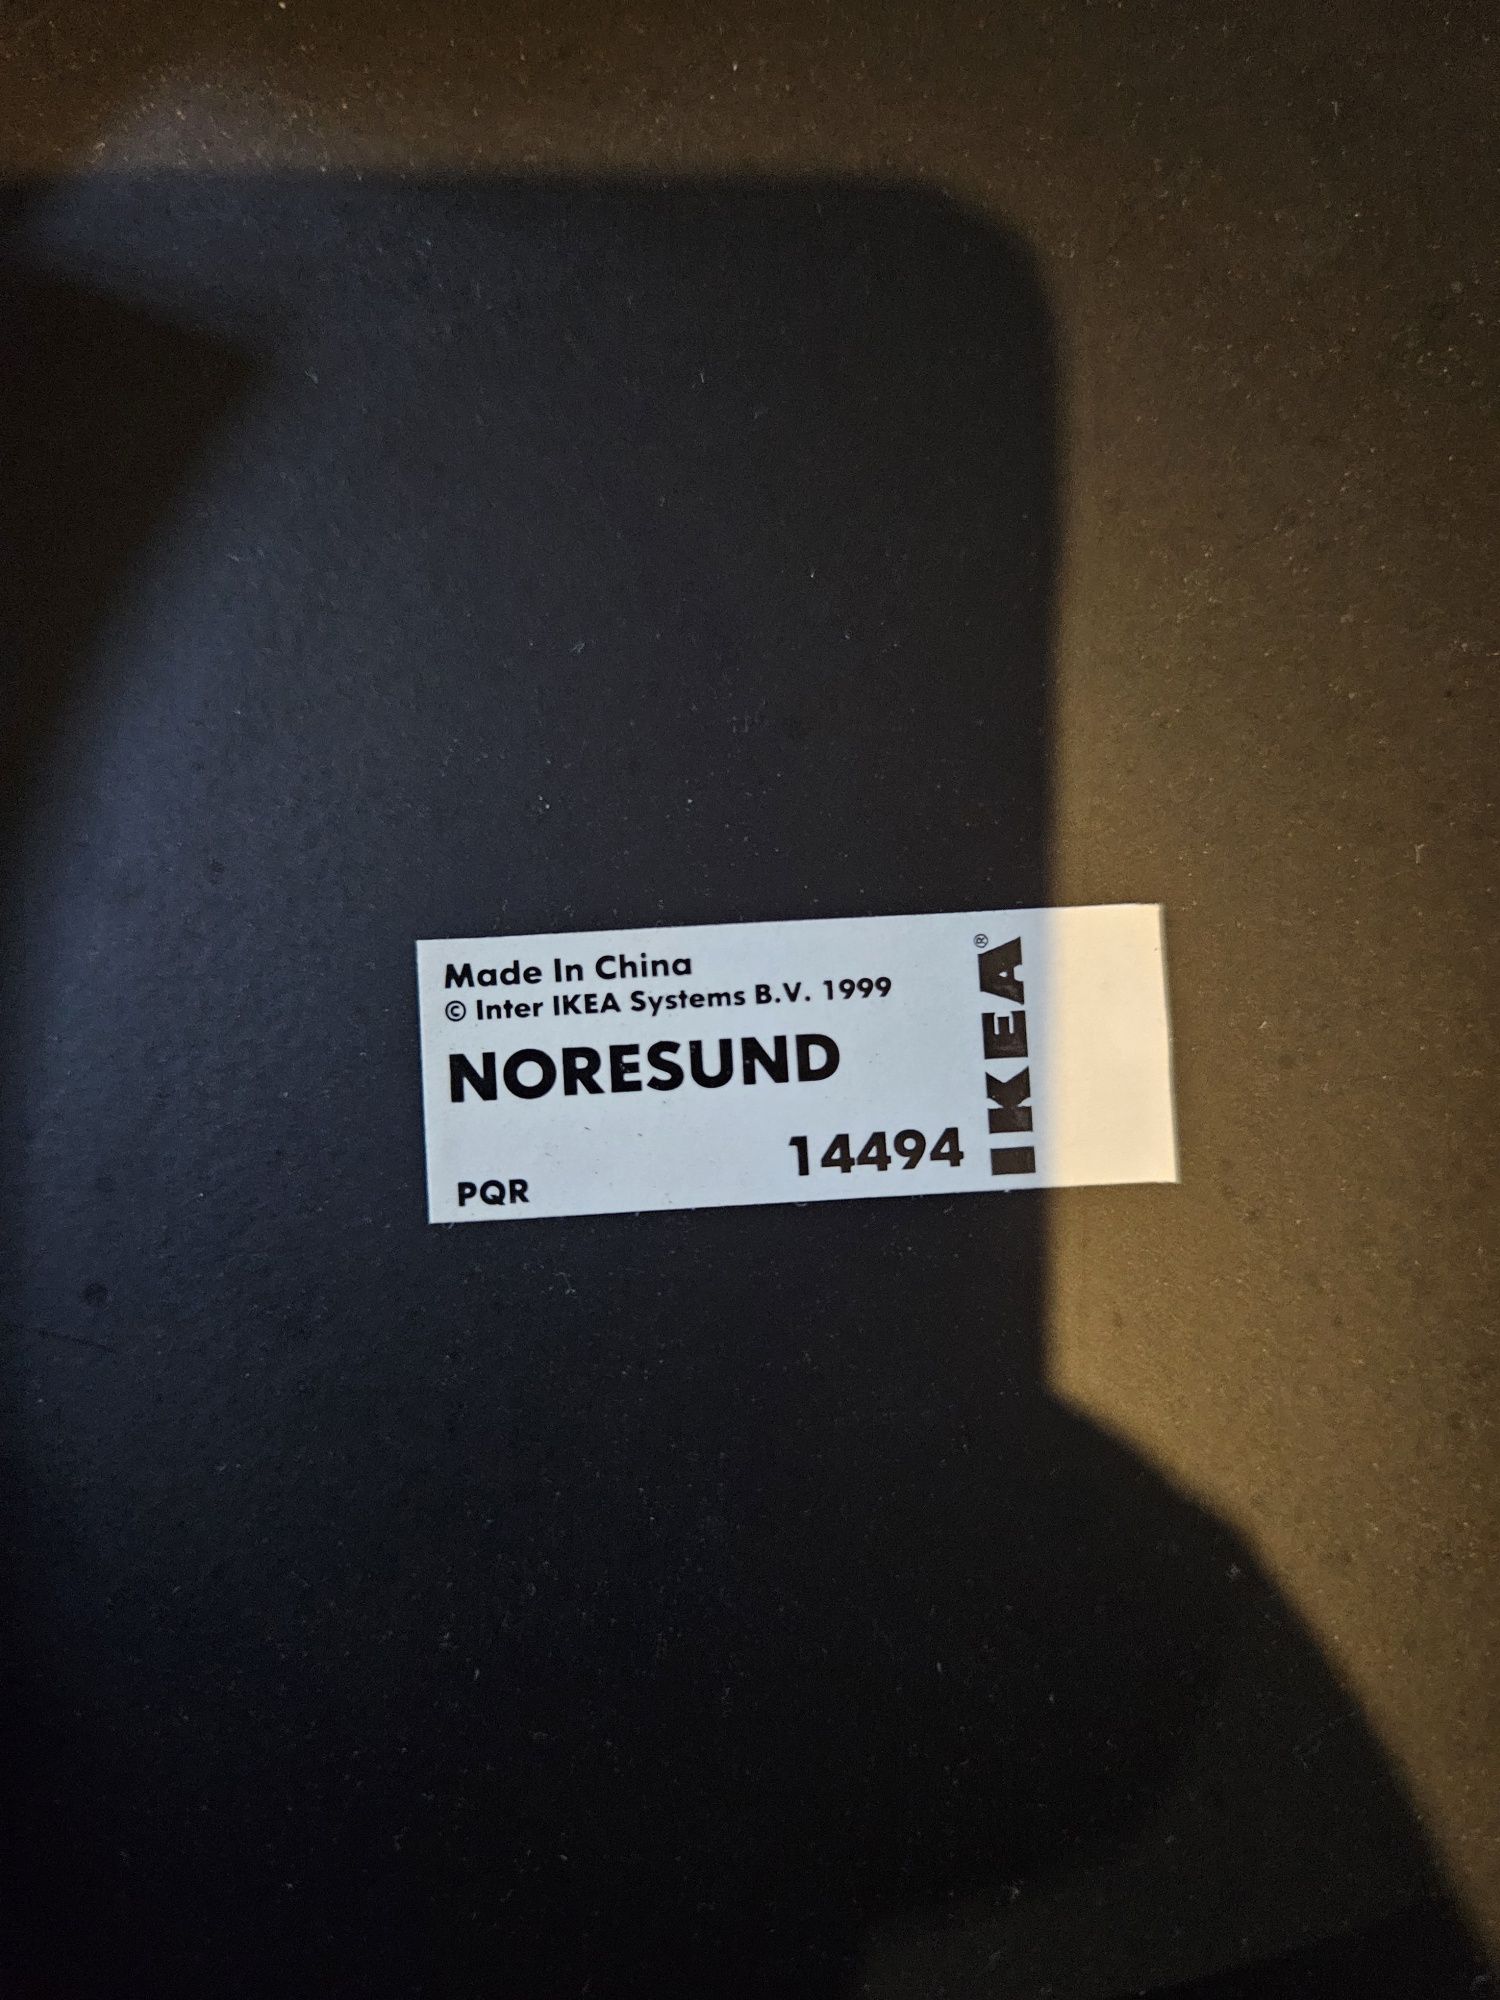 Made In China
© Inter IKEA Systems B.V. 1999
NORESUND
14494
PQR
IKEA®